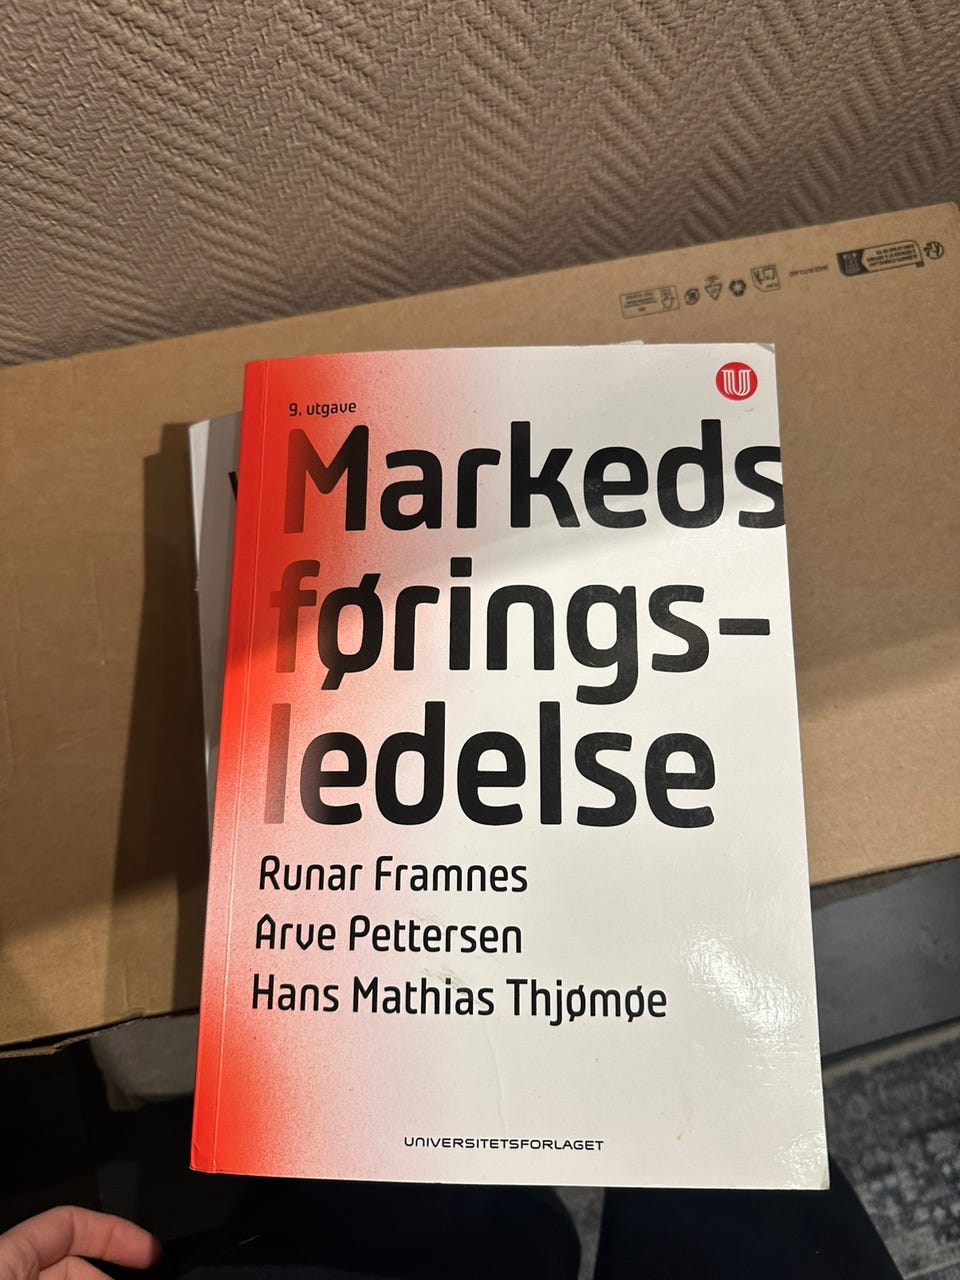 9. utgave
Markeds
førings-
ledelse
Runar Framnes
Arve Pettersen
Hans Mathias Thjømøe
UNIVERSITETSFORLAGET